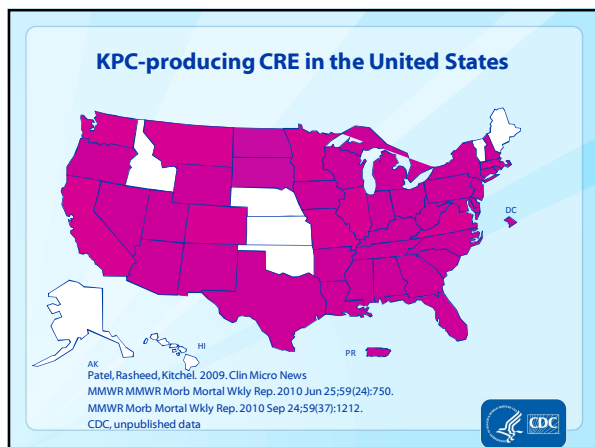 KPC-producing CRE in the United States
DC
HI
PR
AK
Patel, Rasheed, Kitchel. 2009. Clin Micro News
MMWR MMWR Morb Mortal Wkly Rep. 2010 Jun 25;59(24):750.
MMWR Morb Mortal Wkly Rep. 2010 Sep 24;59(37):1212.
CDC, unpublished data
CDC